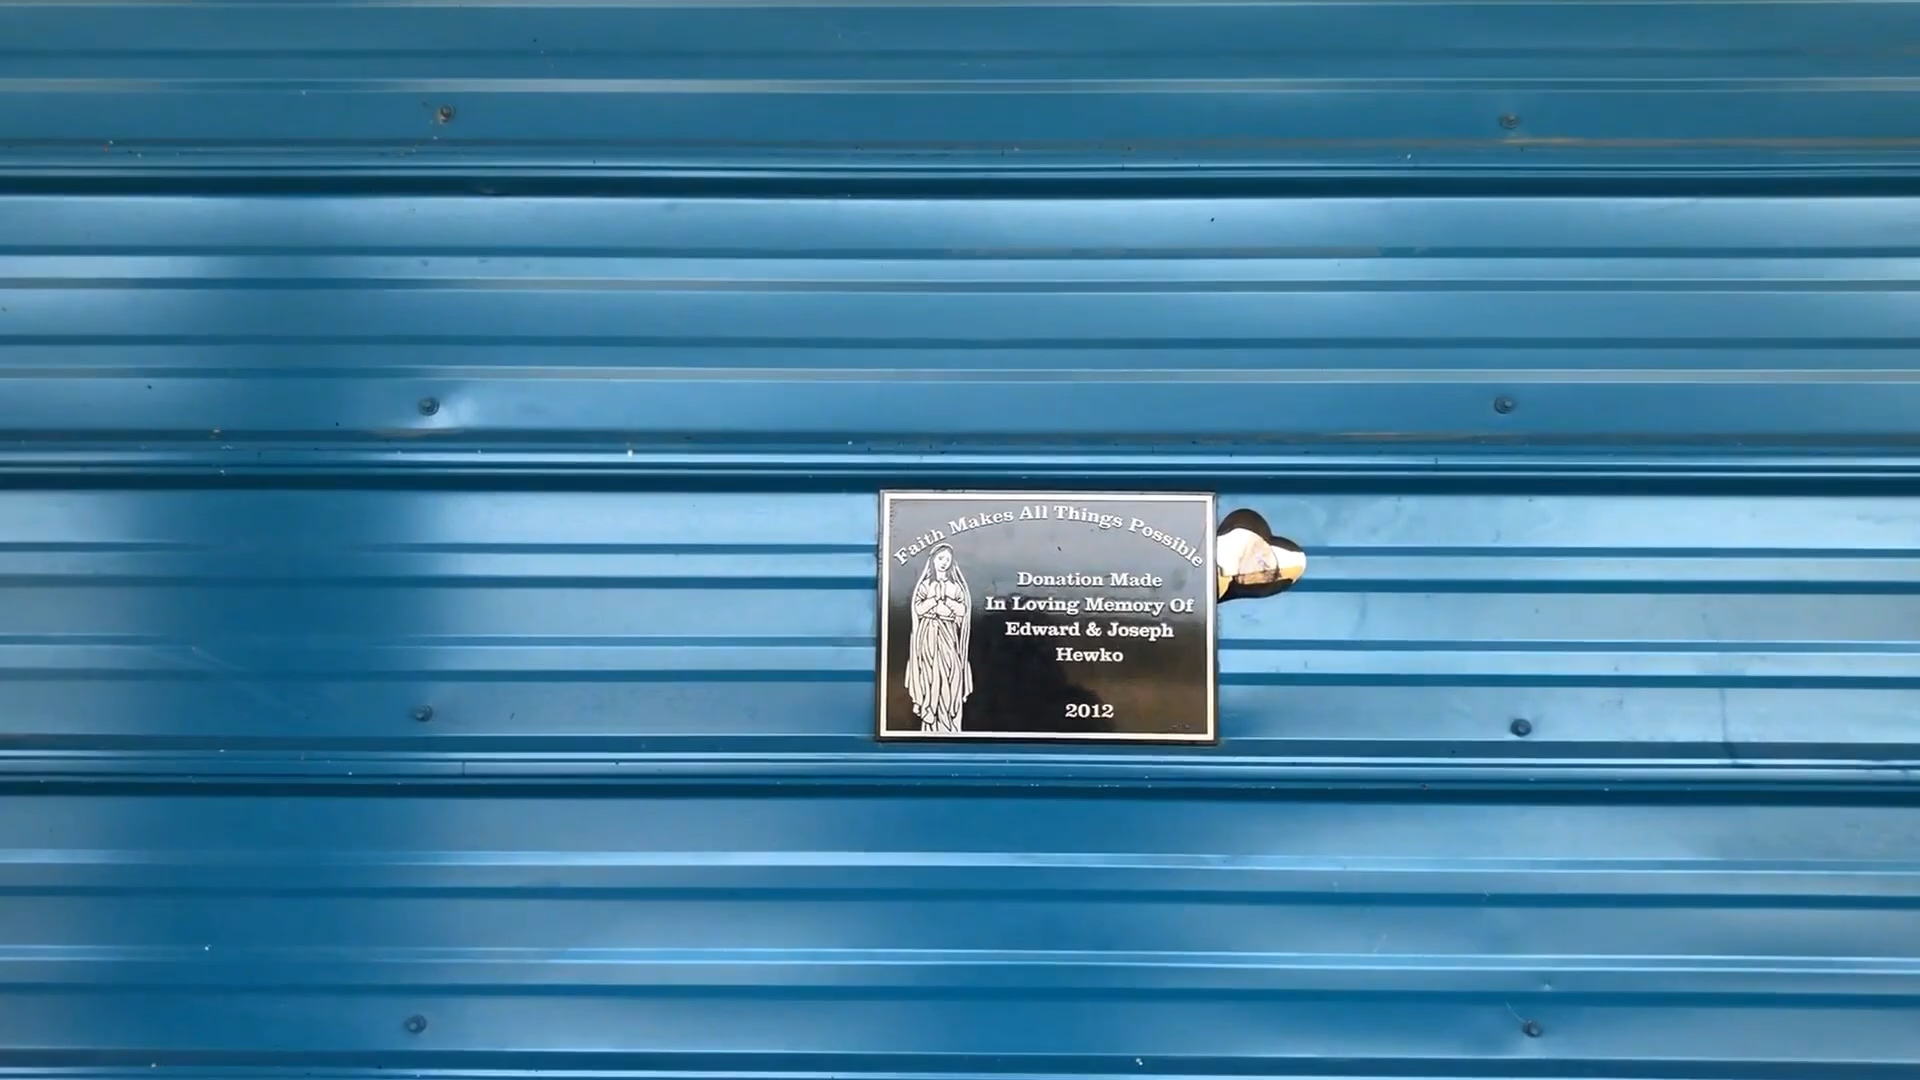 Faith Makes All Things Possible
Donation Made
In Loving Memory Of
Edward & Joseph
Hewko
2012